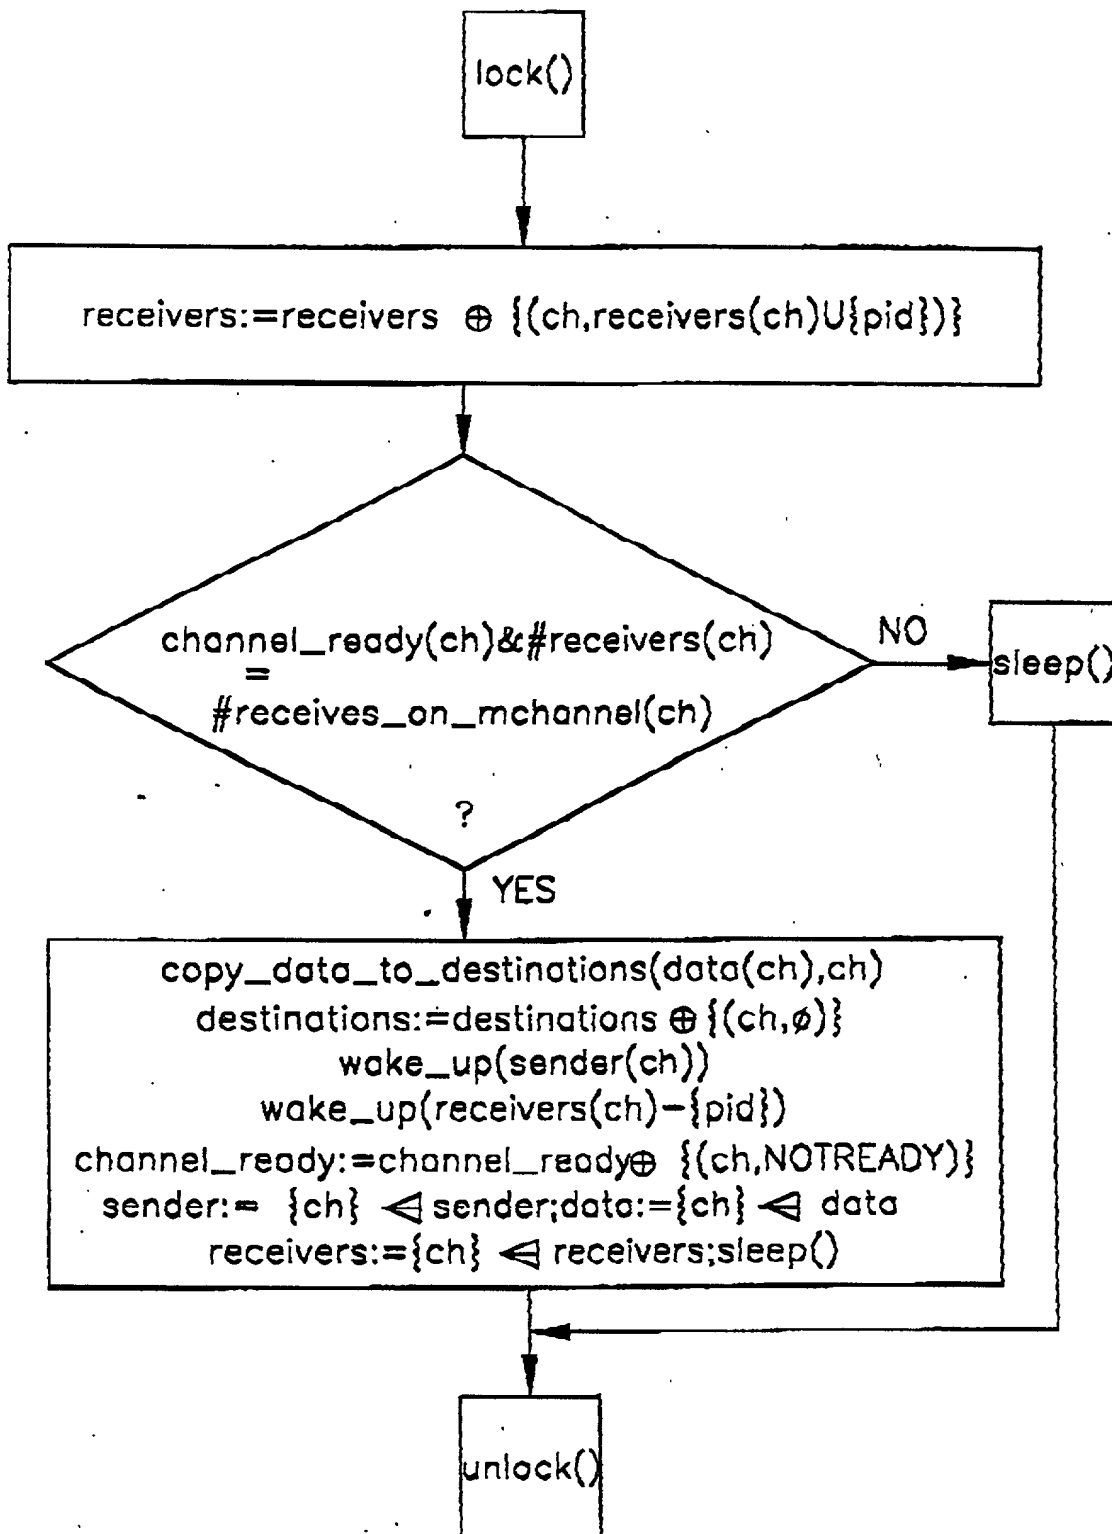 lock()
receivers:=receivers ⊕ {(ch,receivers(ch)U{pid})}
channel_ready(ch)&#receivers(ch)
=
#receives_on_mchannel(ch)
?
NO
sleep()
YES
copy_data_to_destinations(data(ch),ch)
destinations:=destinations ⊕ {(ch,ø)}
wake_up(sender(ch))
wake_up(receivers(ch)-{pid})
channel_ready:=channel_ready⊕ {(ch,NOTREADY)}
sender:= {ch} ⩤ sender;data:={ch} ⩤ data
receivers:={ch} ⩤ receivers;sleep()
unlock()